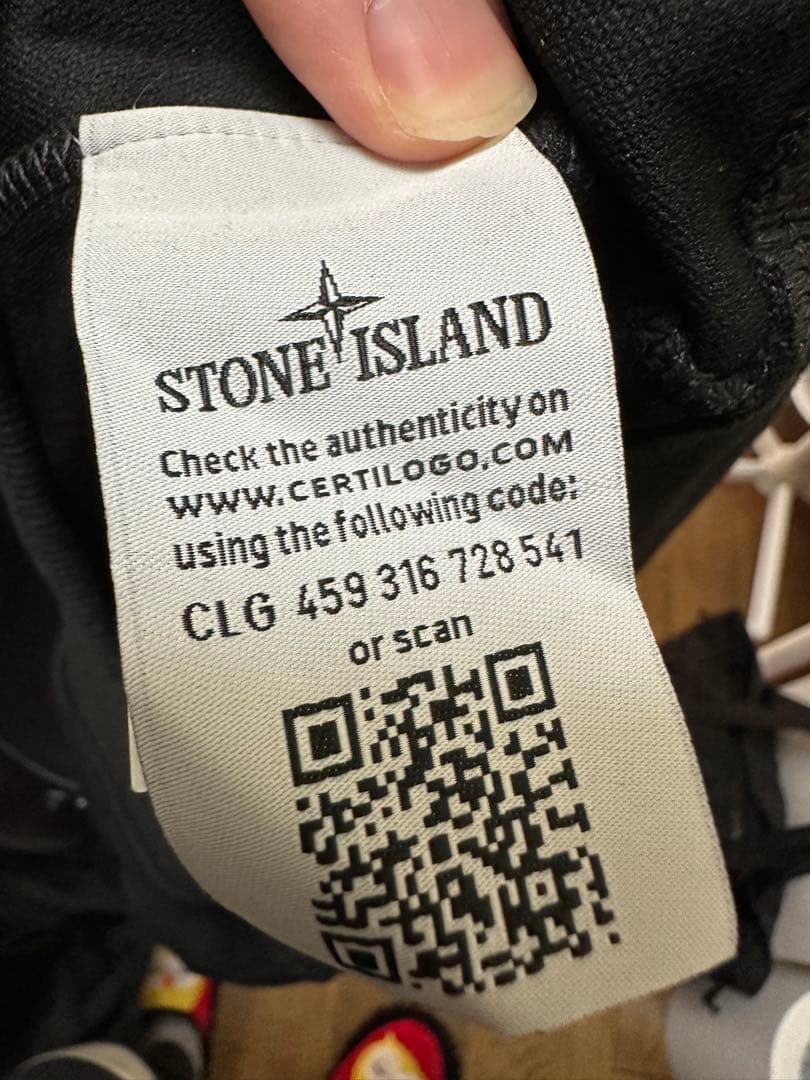 STONE ISLAND
Check the authenticity on
WWW.CERTILOGO.COM
using the following code:
CLG 459 316 728 541
or scan